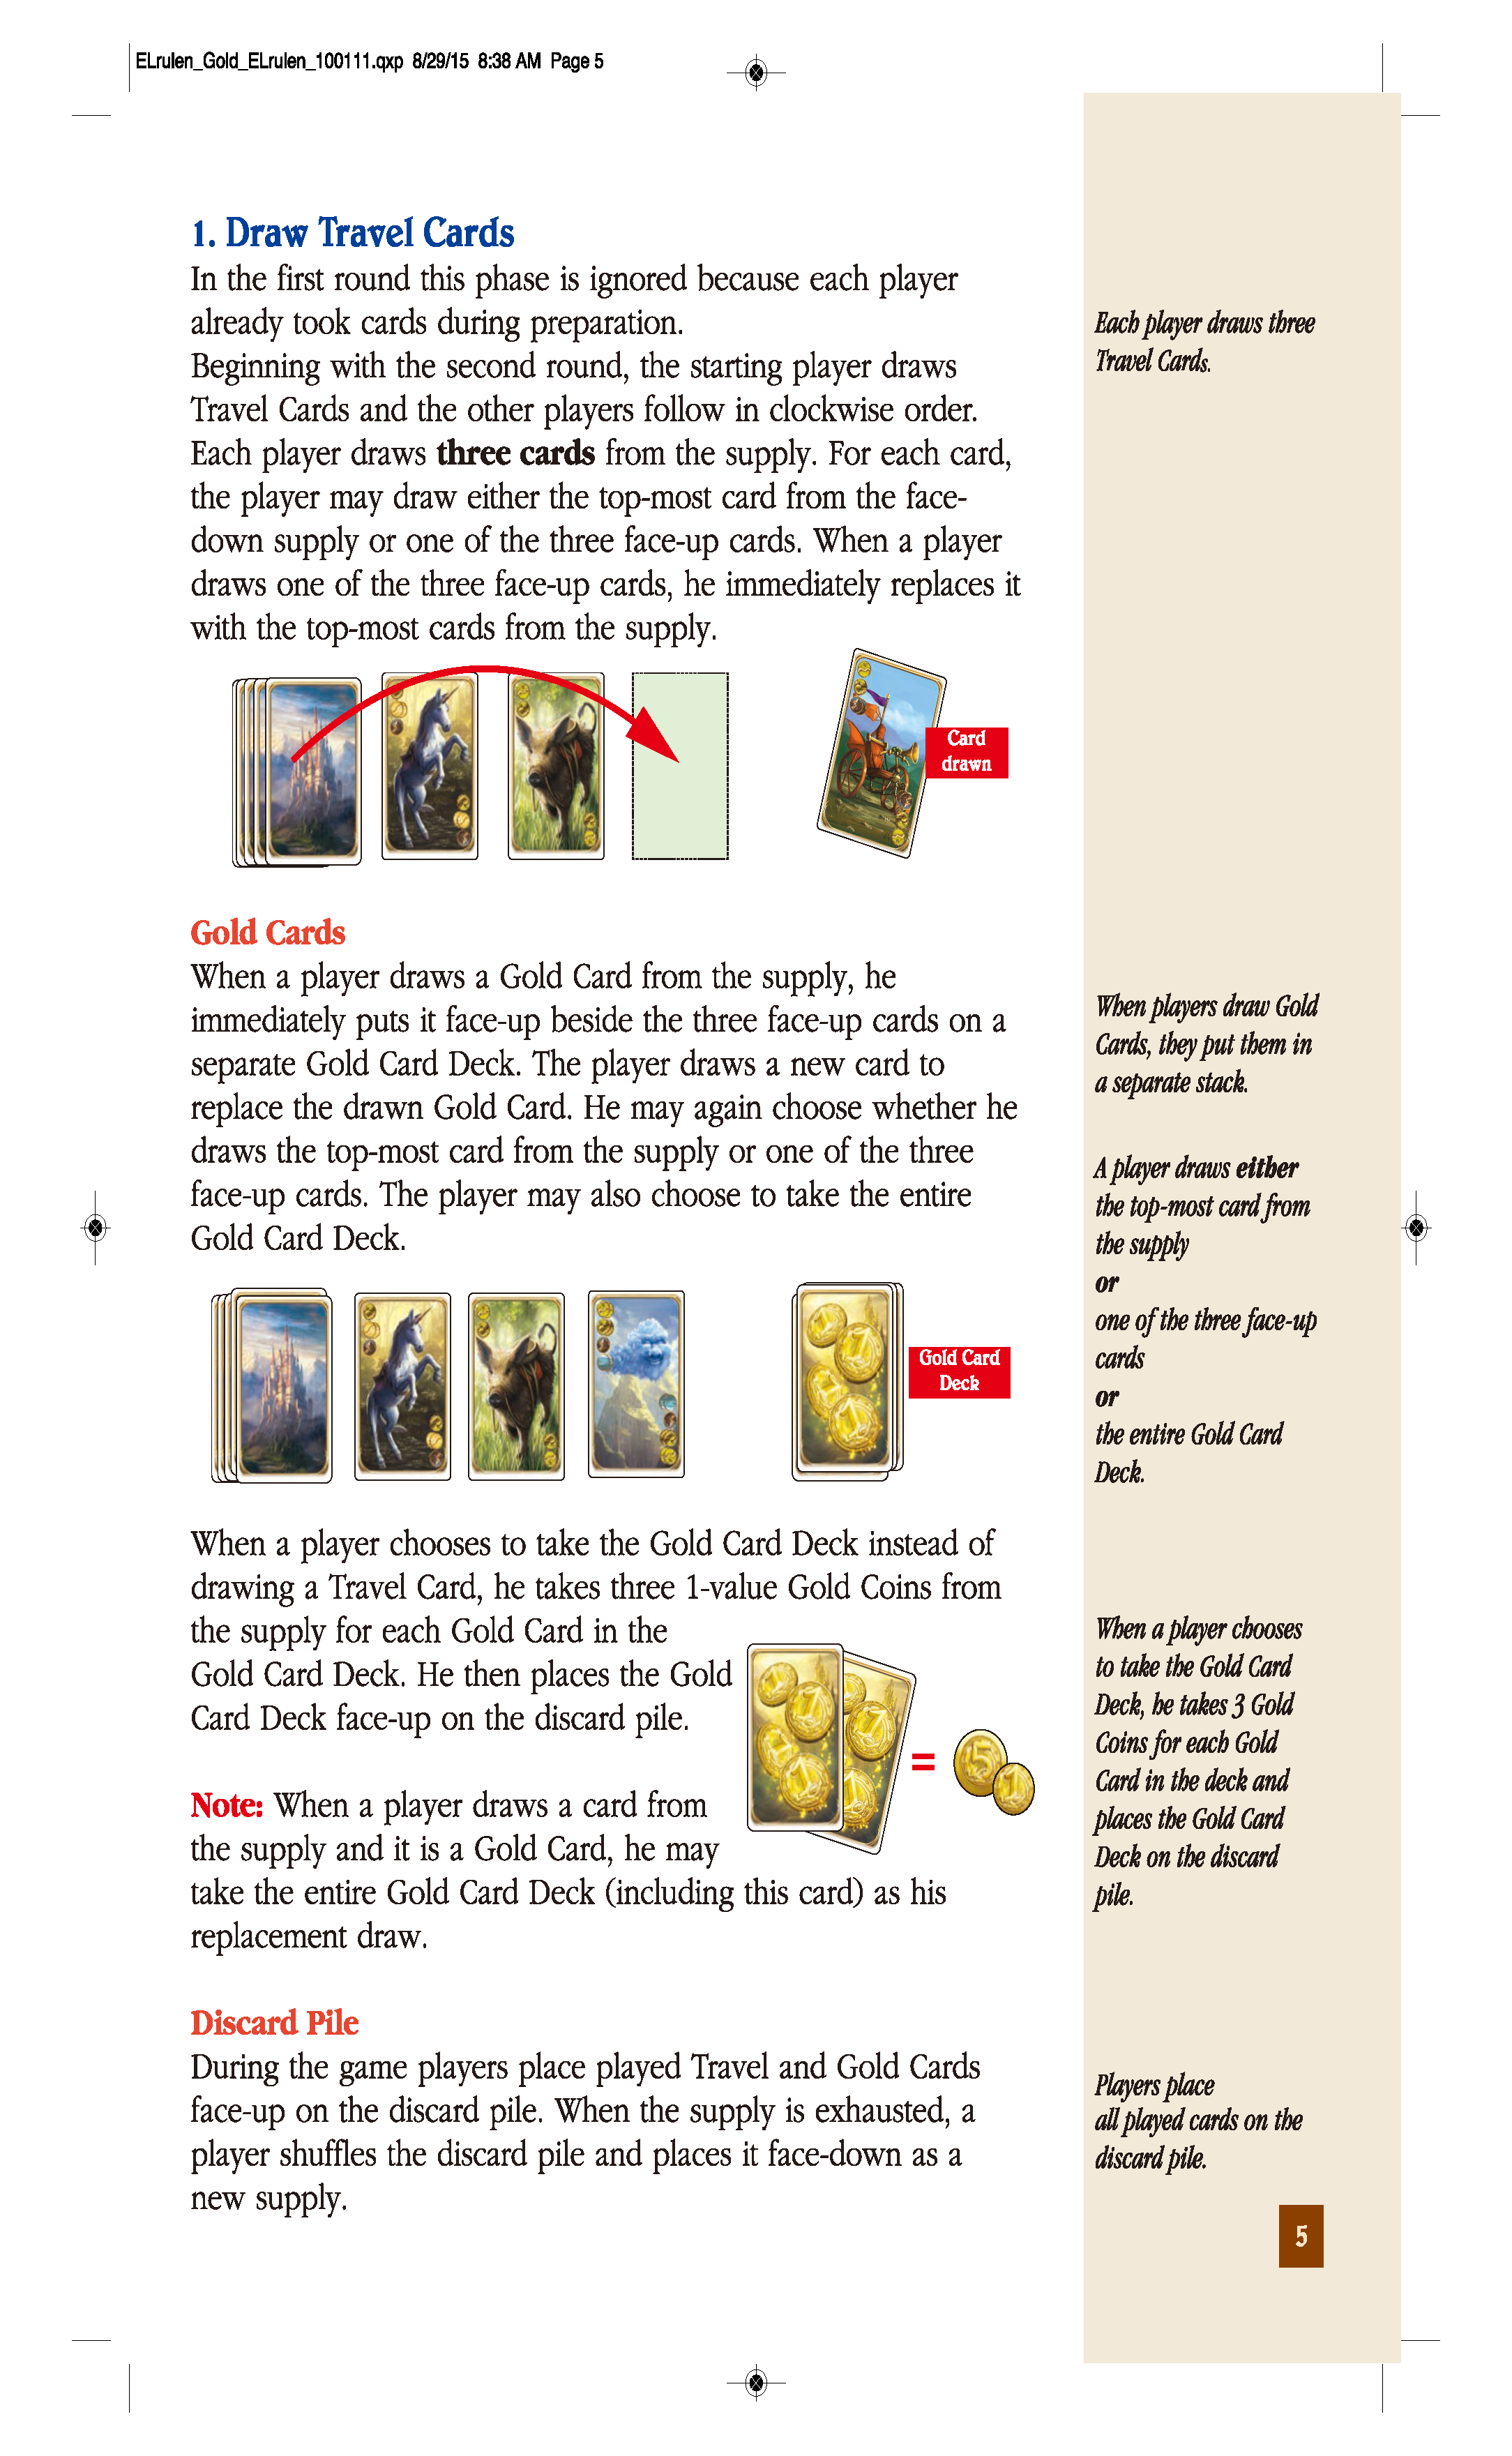 ELrulen_Gold_ELrulen_100111.qxp 8/29/15 8:38 AM Page 5
1. Draw Travel Cards
In the first round this phase is ignored because each player
already took cards during preparation.
Beginning with the second round, the starting player draws
Travel Cards and the other players follow in clockwise order.
Each player draws three cards from the supply. For each card,
the player may draw either the top-most card from the face-
down supply or one of the three face-up cards. When a player
draws one of the three face-up cards, he immediately replaces it
with the top-most cards from the supply.
Card
drawn
Gold Cards
When a player draws a Gold Card from the supply, he
immediately puts it face-up beside the three face-up cards on a
separate Gold Card Deck. The player draws a new card to
replace the drawn Gold Card. He may again choose whether he
draws the top-most card from the supply or one of the three
face-up cards. The player may also choose to take the entire
Gold Card Deck.
Gold Card
Deck
When a player chooses to take the Gold Card Deck instead of
drawing a Travel Card, he takes three 1-value Gold Coins from
the supply for each Gold Card in the
Gold Card Deck. He then places the Gold
Card Deck face-up on the discard pile.
=
5
1
Note: When a player draws a card from
the supply and it is a Gold Card, he may
take the entire Gold Card Deck (including this card) as his
replacement draw.
Discard Pile
During the game players place played Travel and Gold Cards
face-up on the discard pile. When the supply is exhausted, a
player shuffles the discard pile and places it face-down as a
new supply.
Each player draws three
Travel Cards.
When players draw Gold
Cards, they put them in
a separate stack.
A player draws either
the top-most card from
the supply
or
one of the three face-up
cards
or
the entire Gold Card
Deck.
When a player chooses
to take the Gold Card
Deck, he takes 3 Gold
Coins for each Gold
Card in the deck and
places the Gold Card
Deck on the discard
pile.
Players place
all played cards on the
discard pile.
5